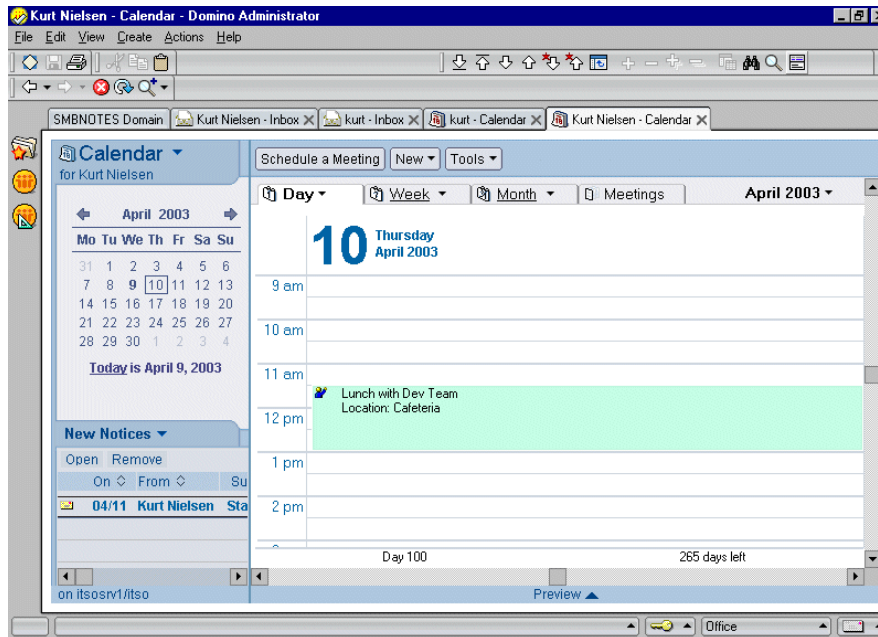 Kurt Nielsen - Calendar - Domino Administrator
File Edit View Create Actions Help
SMBNOTES Domain Kurt Nielsen - Inbox kurt - Inbox kurt - Calendar Kurt Nielsen - Calendar
Calendar
for Kurt Nielsen
Schedule a Meeting New Tools
Day Week Month Meetings April 2003
April 2003
Mo Tu We Th Fr Sa Su
31 1 2 3 4 5 6
7 8 9 10 11 12 13
14 15 16 17 18 19 20
21 22 23 24 25 26 27
28 29 30 1 2 3 4
Today is April 9, 2003
10 Thursday
April 2003
9 am
10 am
11 am
Lunch with Dev Team
Location: Cafeteria
12 pm
1 pm
2 pm
New Notices
Open Remove
On From Su
04/11 Kurt Nielsen Sta
Day 100 265 days left
on itsosrv1/itso
Preview
Office